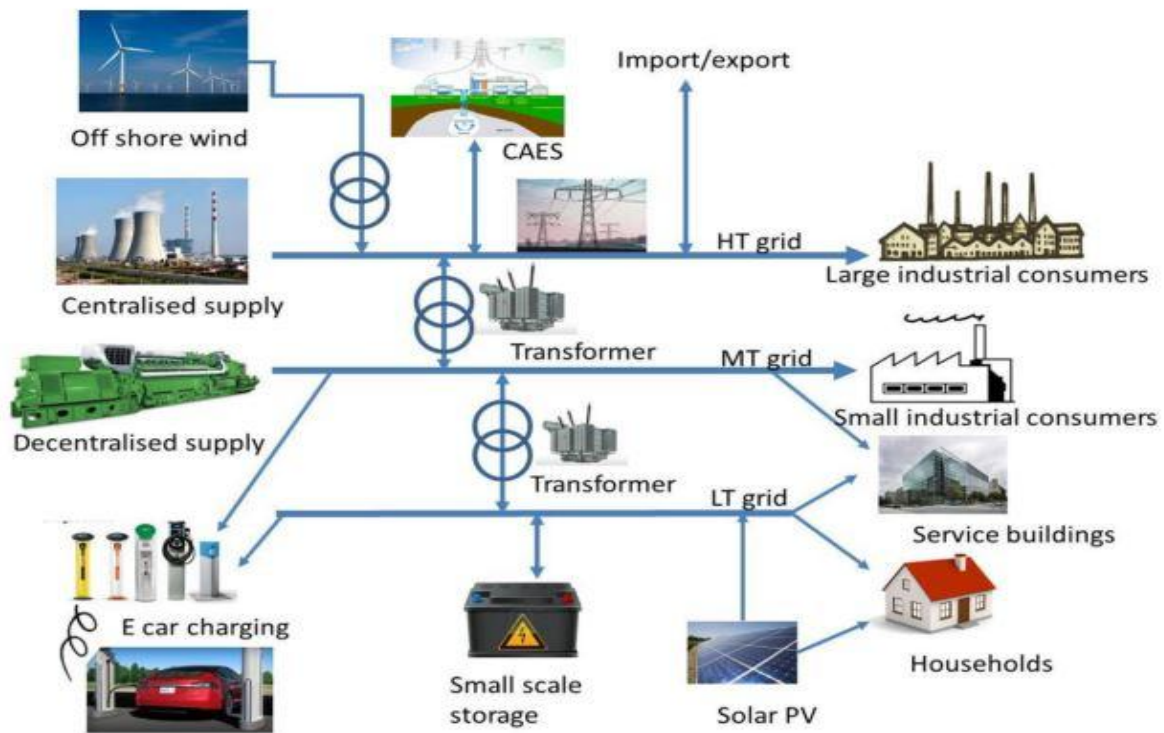 Import/export
Off shore wind
CAES
HT grid
Large industrial consumers
Centralised supply
Transformer
MT grid
Small industrial consumers
Decentralised supply
Transformer
LT grid
Service buildings
E car charging
Households
Small scale
storage
Solar PV